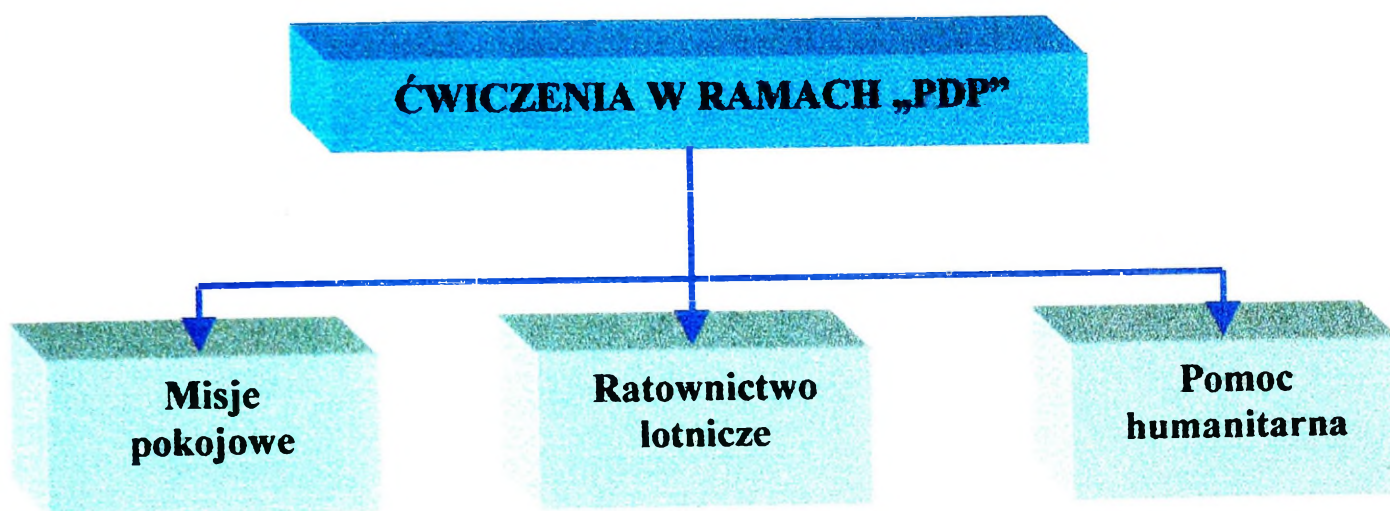 ĆWICZENIA W RAMACH „PDP”
Misje
pokojowe
Ratownictwo
lotnicze
Pomoc
humanitarna